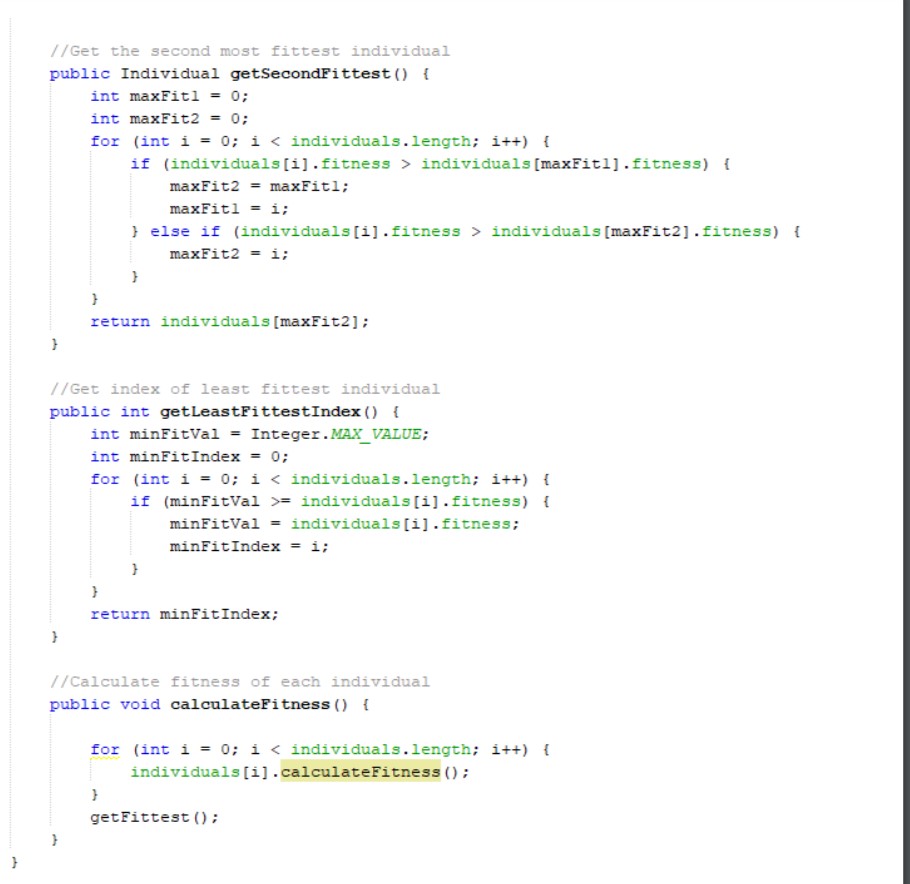 //Get the second most fittest individual
public Individual getSecondFittest() {
int maxFit1 = 0;
int maxFit2 = 0;
for (int i = 0; i < individuals.length; i++) {
if (individuals[i].fitness > individuals[maxFit1].fitness) {
maxFit2 = maxFit1;
maxFit1 = i;
} else if (individuals[i].fitness > individuals[maxFit2].fitness) {
maxFit2 = i;
}
}
return individuals[maxFit2];
}
//Get index of least fittest individual
public int getLeastFittestIndex() {
int minFitVal = Integer.MAX_VALUE;
int minFitIndex = 0;
for (int i = 0; i < individuals.length; i++) {
if (minFitVal >= individuals[i].fitness) {
minFitVal = individuals[i].fitness;
minFitIndex = i;
}
}
return minFitIndex;
}
//Calculate fitness of each individual
public void calculateFitness() {
for (int i = 0; i < individuals.length; i++) {
individuals[i].calculateFitness();
}
getFittest();
}
}